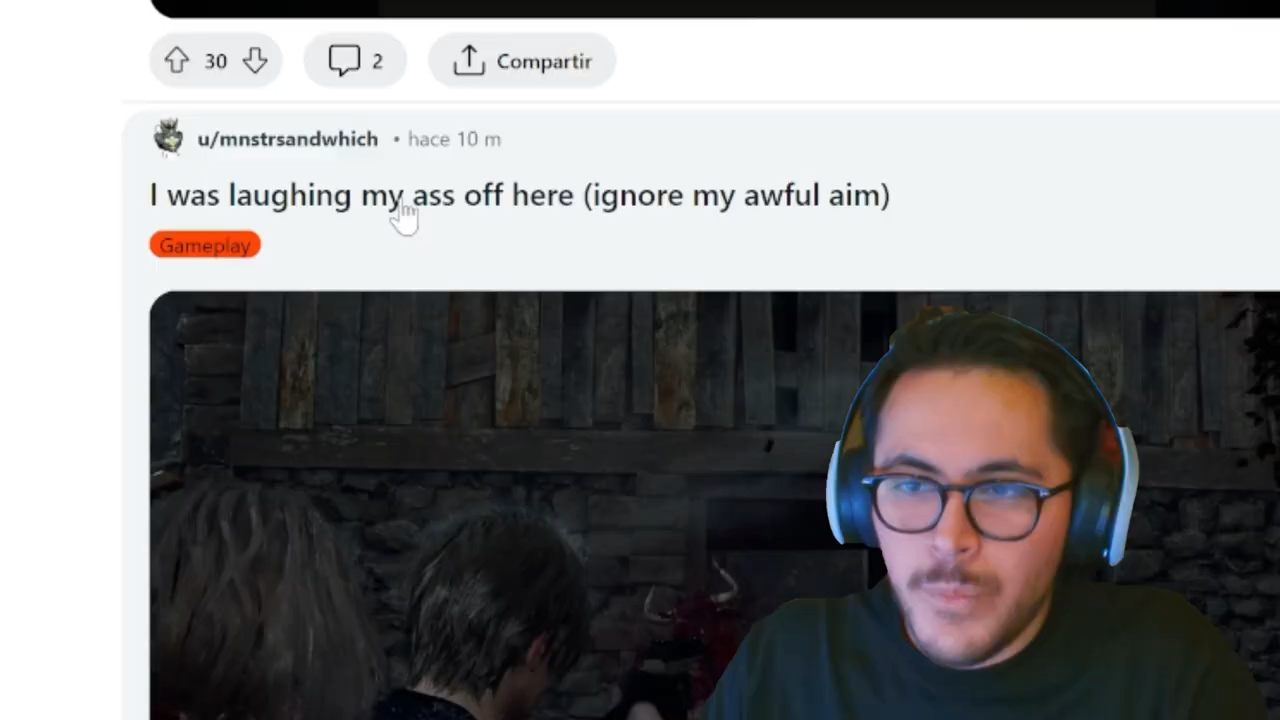 30
2
Compartir
u/mnstrsandwhich • hace 10 m
I was laughing my ass off here (ignore my awful aim)
Gameplay